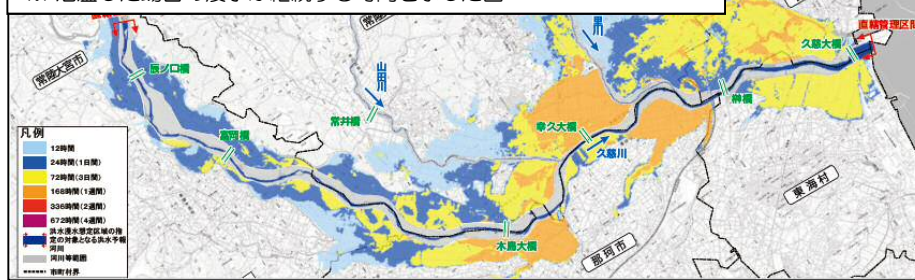 常陸大宮市
辰ノ口橋
富岡橋
山田川
常井橋
幸久大橋
久慈川
木島大橋
那珂市
榊橋
久慈大橋
直轄管理区間
東海村
凡例
12時間
24時間(1日間)
72時間(3日間)
168時間(1週間)
336時間(2週間)
672時間(4週間)
洪水浸水想定区域の指
定の対象となる洪水予報
河川
河川等範囲
市町村界